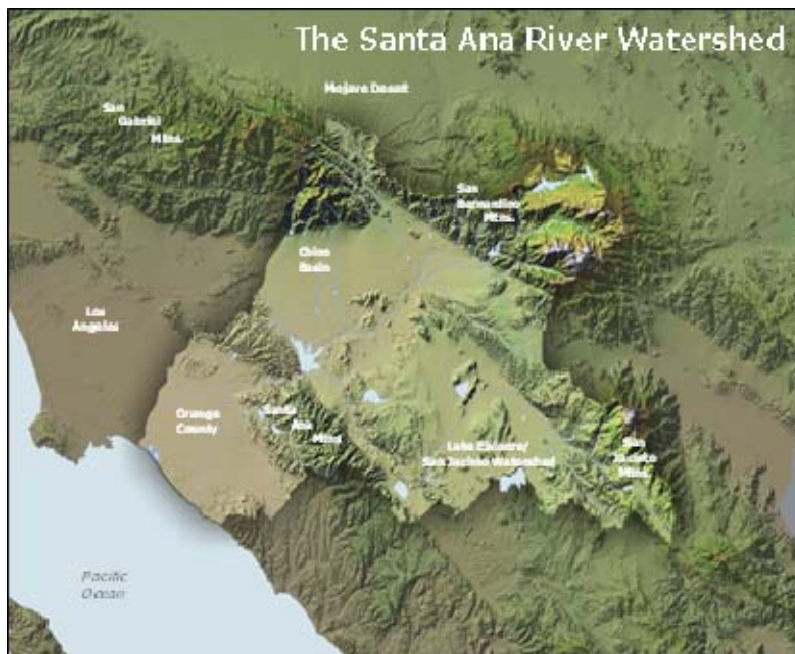 The Santa Ana River Watershed
Mojave Desert
San
Gabriel
Mtns.
San
Bernardino
Mtns.
Chino
Basin
Los
Angeles
Orange
County
Santa
Ana
Mtns
Lake Elsinore/
San Jacinto Watershed
San
Jacinto
Mtns.
Pacific
Ocean